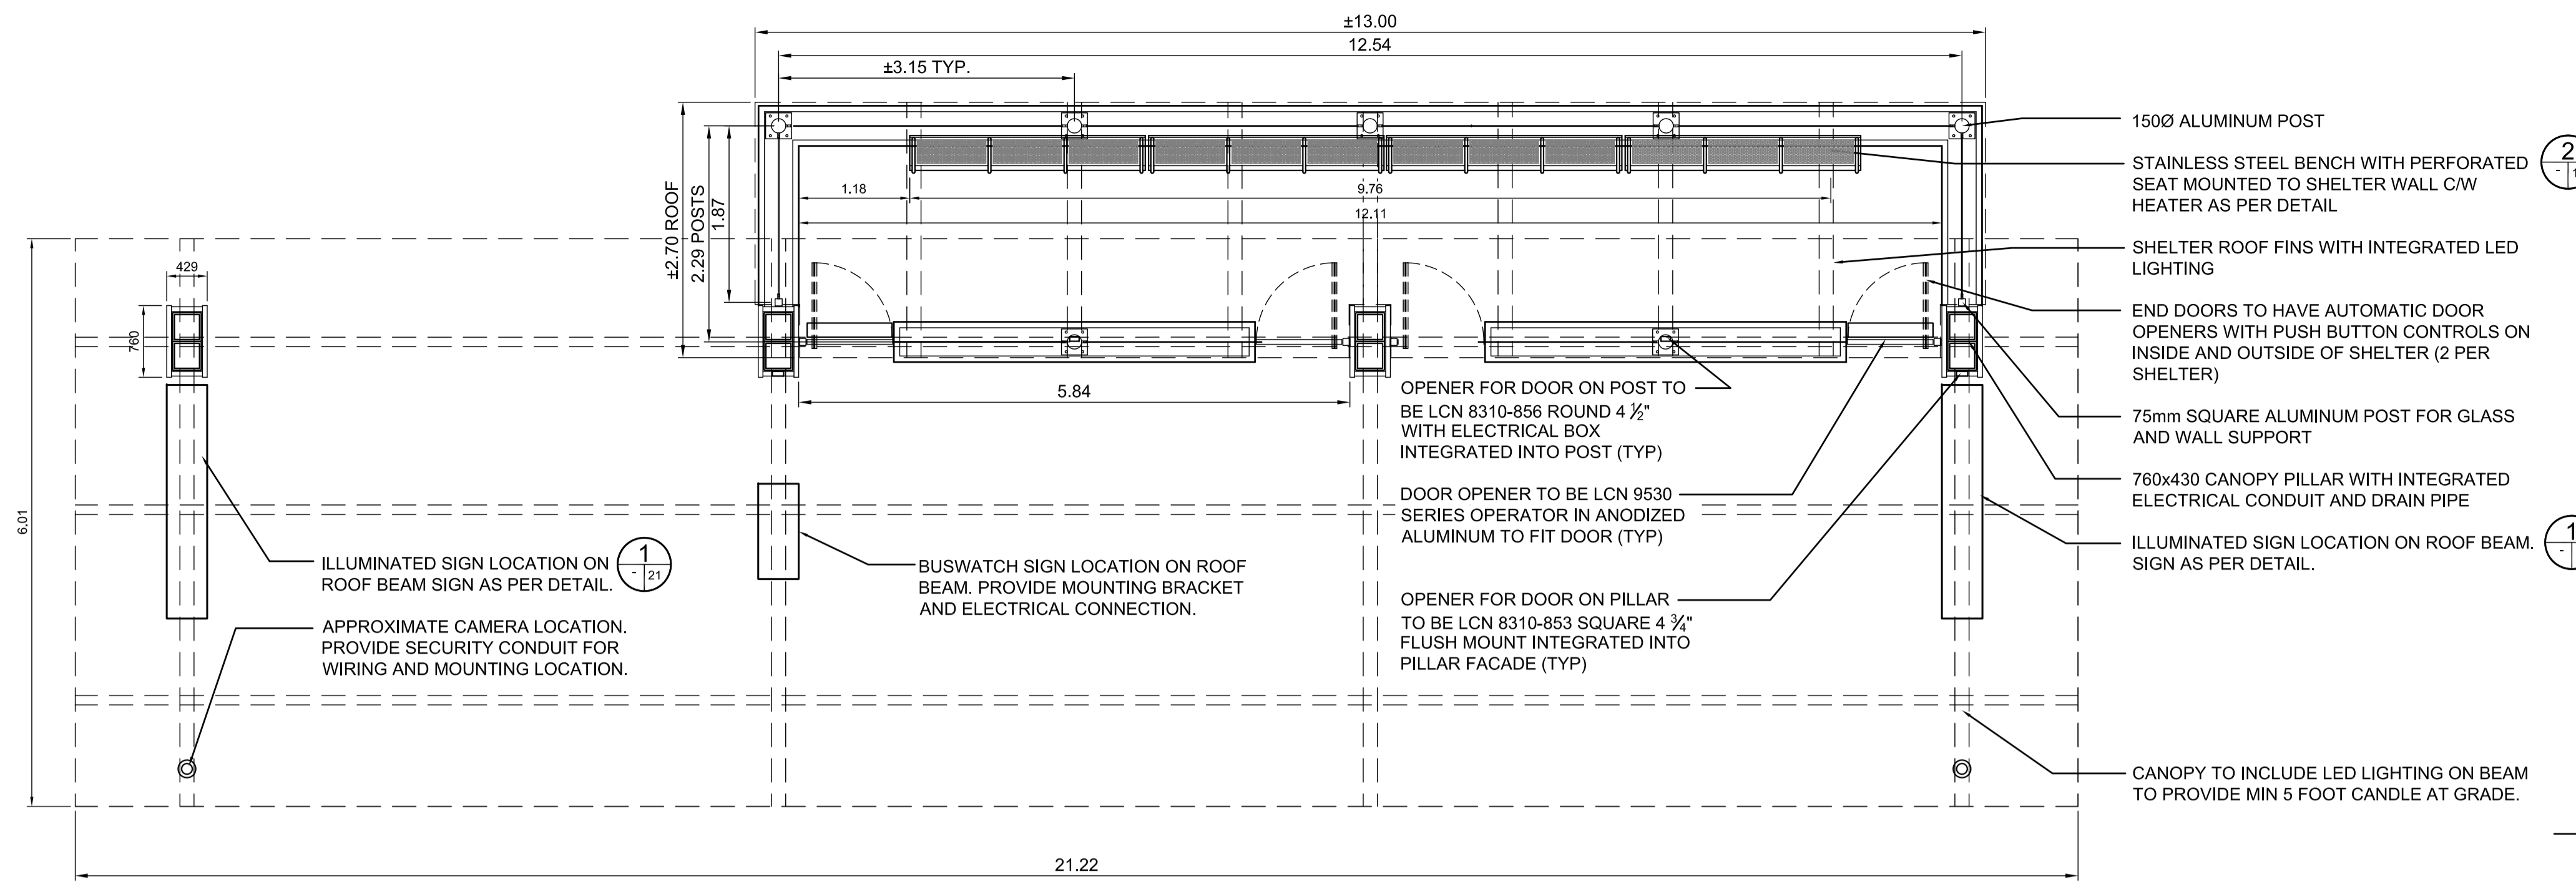 ±13.00
12.54
±3.15 TYP.
±2.70 ROOF
2.29 POSTS
1.87
1.18
9.76
12.11
429
760
5.84
6.01
21.22
ILLUMINATED SIGN LOCATION ON
ROOF BEAM SIGN AS PER DETAIL.
1
- 21
APPROXIMATE CAMERA LOCATION.
PROVIDE SECURITY CONDUIT FOR
WIRING AND MOUNTING LOCATION.
BUSWATCH SIGN LOCATION ON ROOF
BEAM. PROVIDE MOUNTING BRACKET
AND ELECTRICAL CONNECTION.
OPENER FOR DOOR ON POST TO
BE LCN 8310-856 ROUND 4 ½"
WITH ELECTRICAL BOX
INTEGRATED INTO POST (TYP)
DOOR OPENER TO BE LCN 9530
SERIES OPERATOR IN ANODIZED
ALUMINUM TO FIT DOOR (TYP)
OPENER FOR DOOR ON PILLAR
TO BE LCN 8310-853 SQUARE 4 ¾"
FLUSH MOUNT INTEGRATED INTO
PILLAR FACADE (TYP)
150Ø ALUMINUM POST
STAINLESS STEEL BENCH WITH PERFORATED
SEAT MOUNTED TO SHELTER WALL C/W
HEATER AS PER DETAIL
2
-
SHELTER ROOF FINS WITH INTEGRATED LED
LIGHTING
END DOORS TO HAVE AUTOMATIC DOOR
OPENERS WITH PUSH BUTTON CONTROLS ON
INSIDE AND OUTSIDE OF SHELTER (2 PER
SHELTER)
75mm SQUARE ALUMINUM POST FOR GLASS
AND WALL SUPPORT
760x430 CANOPY PILLAR WITH INTEGRATED
ELECTRICAL CONDUIT AND DRAIN PIPE
ILLUMINATED SIGN LOCATION ON ROOF BEAM.
SIGN AS PER DETAIL.
1
-
CANOPY TO INCLUDE LED LIGHTING ON BEAM
TO PROVIDE MIN 5 FOOT CANDLE AT GRADE.